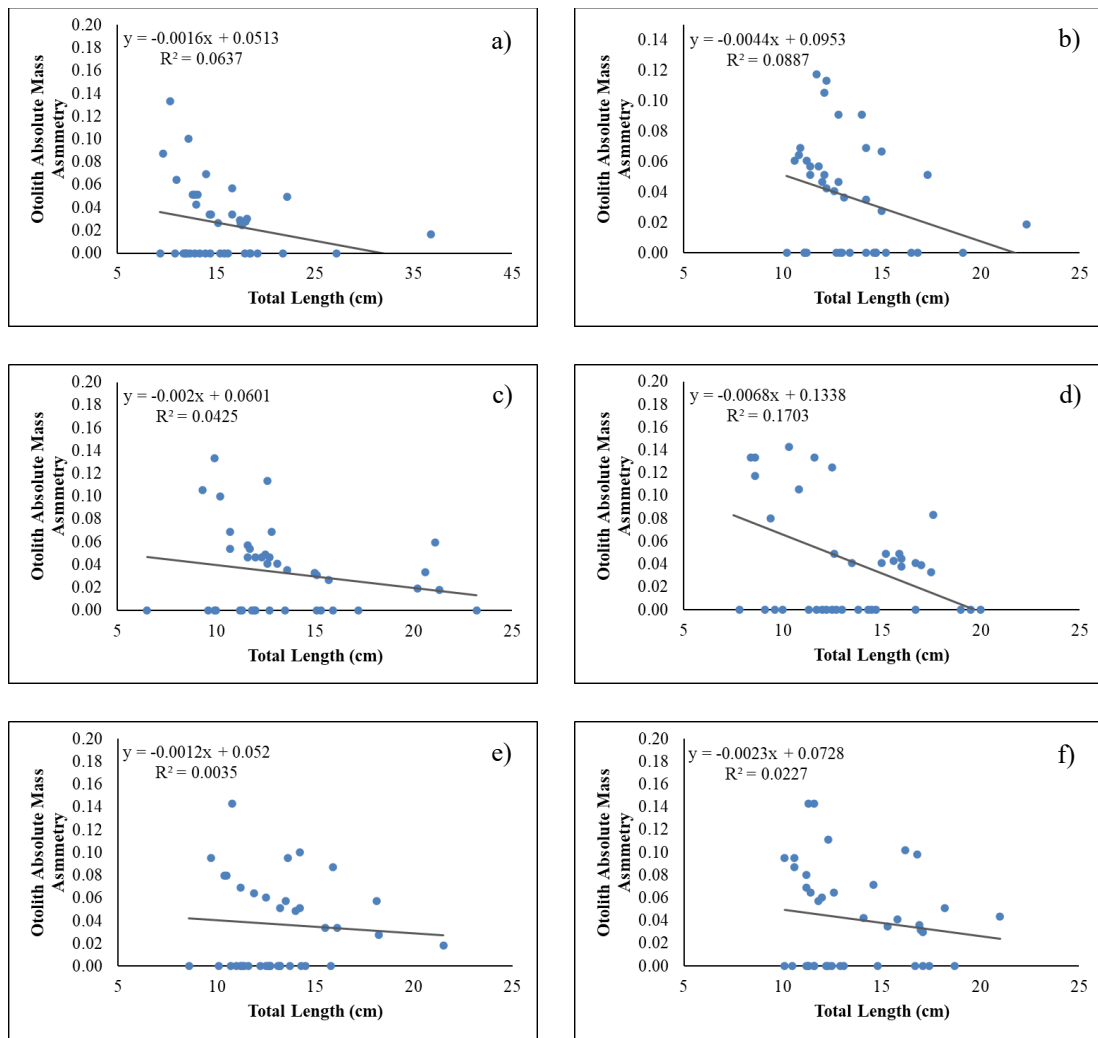 a)
y = -0.0016x + 0.0513
R² = 0.0637
Otolith Absolute Mass
Asmmetry
0.20
0.18
0.16
0.14
0.12
0.10
0.08
0.06
0.04
0.02
0.00
5 15 25 35 45
Total Length (cm)
b)
y = -0.0044x + 0.0953
R² = 0.0887
Otolith Absolute Mass
Asmmetry
0.14
0.12
0.10
0.08
0.06
0.04
0.02
0.00
5 10 15 20 25
Total Length (cm)
c)
y = -0.002x + 0.0601
R² = 0.0425
Otolith Absolute Mass
Asmmetry
0.20
0.18
0.16
0.14
0.12
0.10
0.08
0.06
0.04
0.02
0.00
5 15 25
Total Length (cm)
d)
y = -0.0068x + 0.1338
R² = 0.1703
Otolith Absolute Mass
Asmmetry
0.20
0.18
0.16
0.14
0.12
0.10
0.08
0.06
0.04
0.02
0.00
5 10 15 20 25
Total Length (cm)
e)
y = -0.0012x + 0.052
R² = 0.0035
Otolith Absolute Mass
Asmmetry
0.20
0.18
0.16
0.14
0.12
0.10
0.08
0.06
0.04
0.02
0.00
5 15 25
Total Length (cm)
f)
y = -0.0023x + 0.0728
R² = 0.0227
Otolith Absolute Mass
Asmmetry
0.20
0.18
0.16
0.14
0.12
0.10
0.08
0.06
0.04
0.02
0.00
5 10 15 20 25
Total Length (cm)